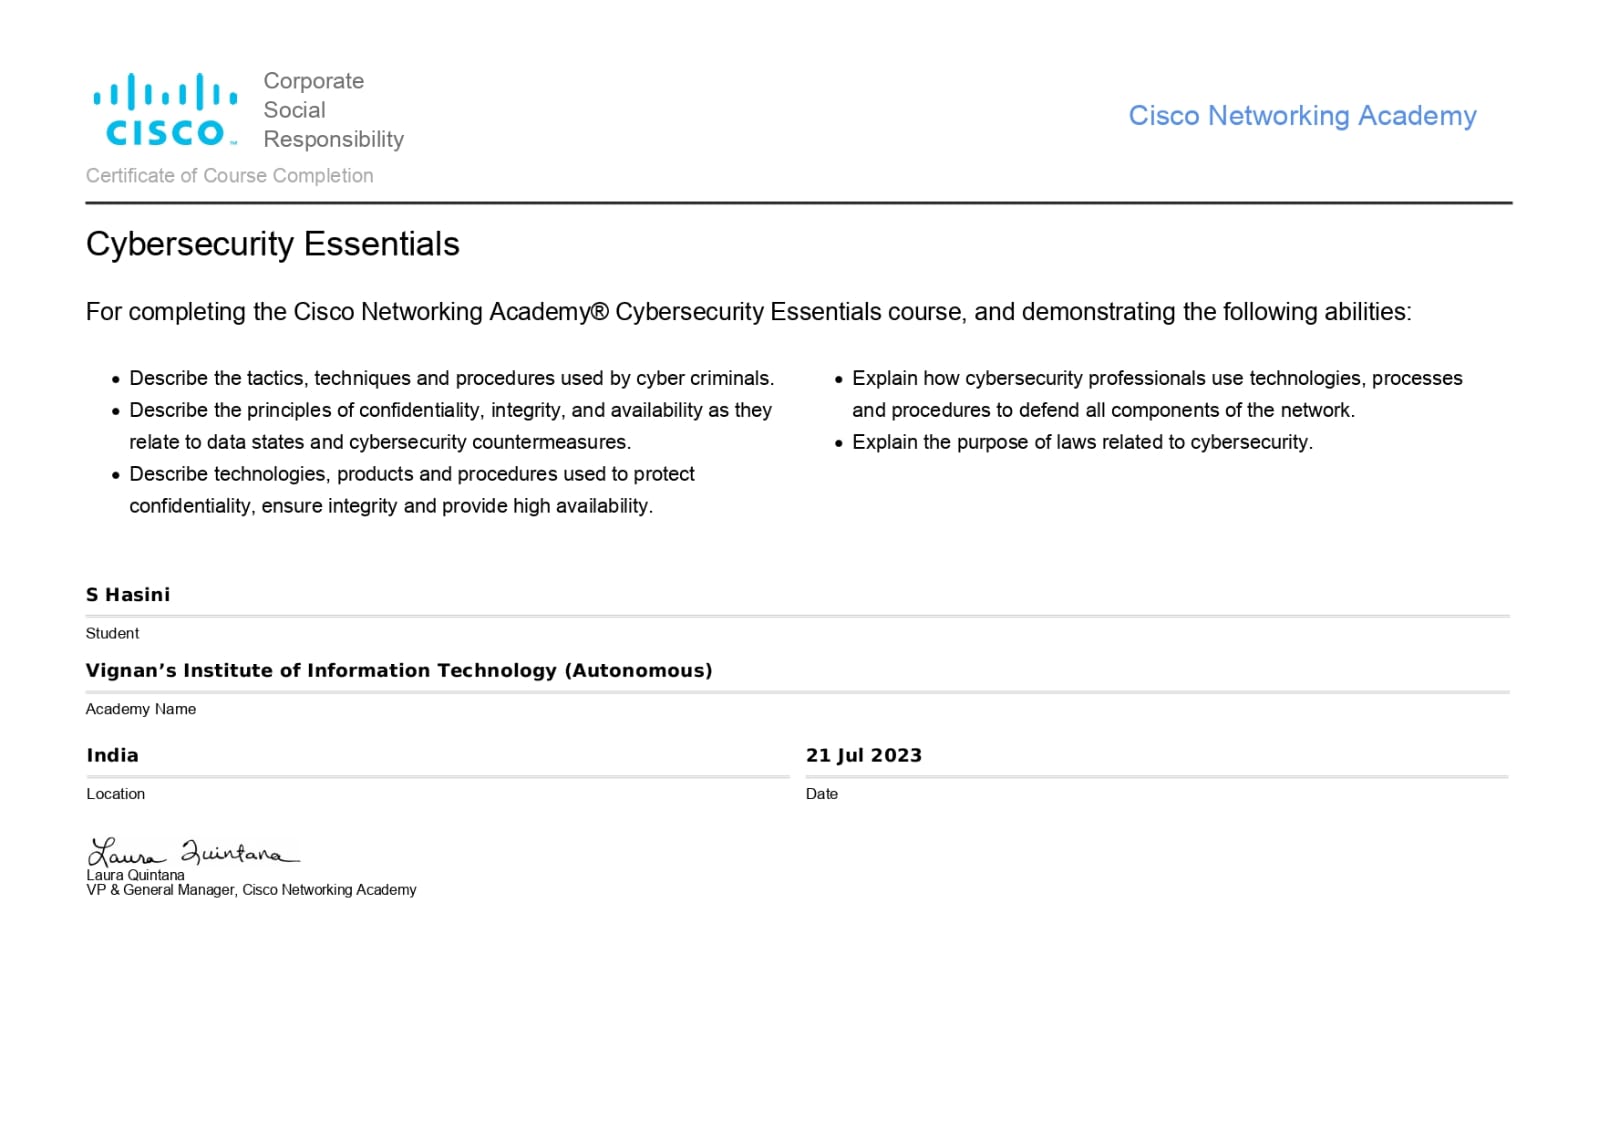 CISCO™
Corporate
Social
Responsibility
Cisco Networking Academy
Certificate of Course Completion
Cybersecurity Essentials
For completing the Cisco Networking Academy® Cybersecurity Essentials course, and demonstrating the following abilities:
• Describe the tactics, techniques and procedures used by cyber criminals.
• Describe the principles of confidentiality, integrity, and availability as they
relate to data states and cybersecurity countermeasures.
• Describe technologies, products and procedures used to protect
confidentiality, ensure integrity and provide high availability.
• Explain how cybersecurity professionals use technologies, processes
and procedures to defend all components of the network.
• Explain the purpose of laws related to cybersecurity.
S Hasini
Student
Vignan’s Institute of Information Technology (Autonomous)
Academy Name
India
Location
21 Jul 2023
Date
Laura Quintana
Laura Quintana
VP & General Manager, Cisco Networking Academy